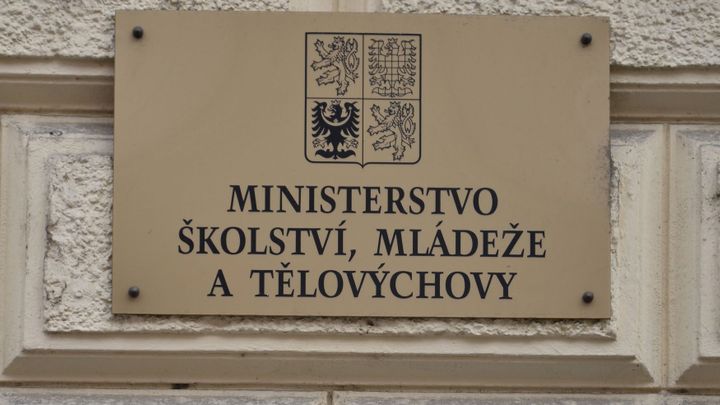 MINISTERSTVO
ŠKOLSTVÍ, MLÁDEŽE
A TĚLOVÝCHOVY